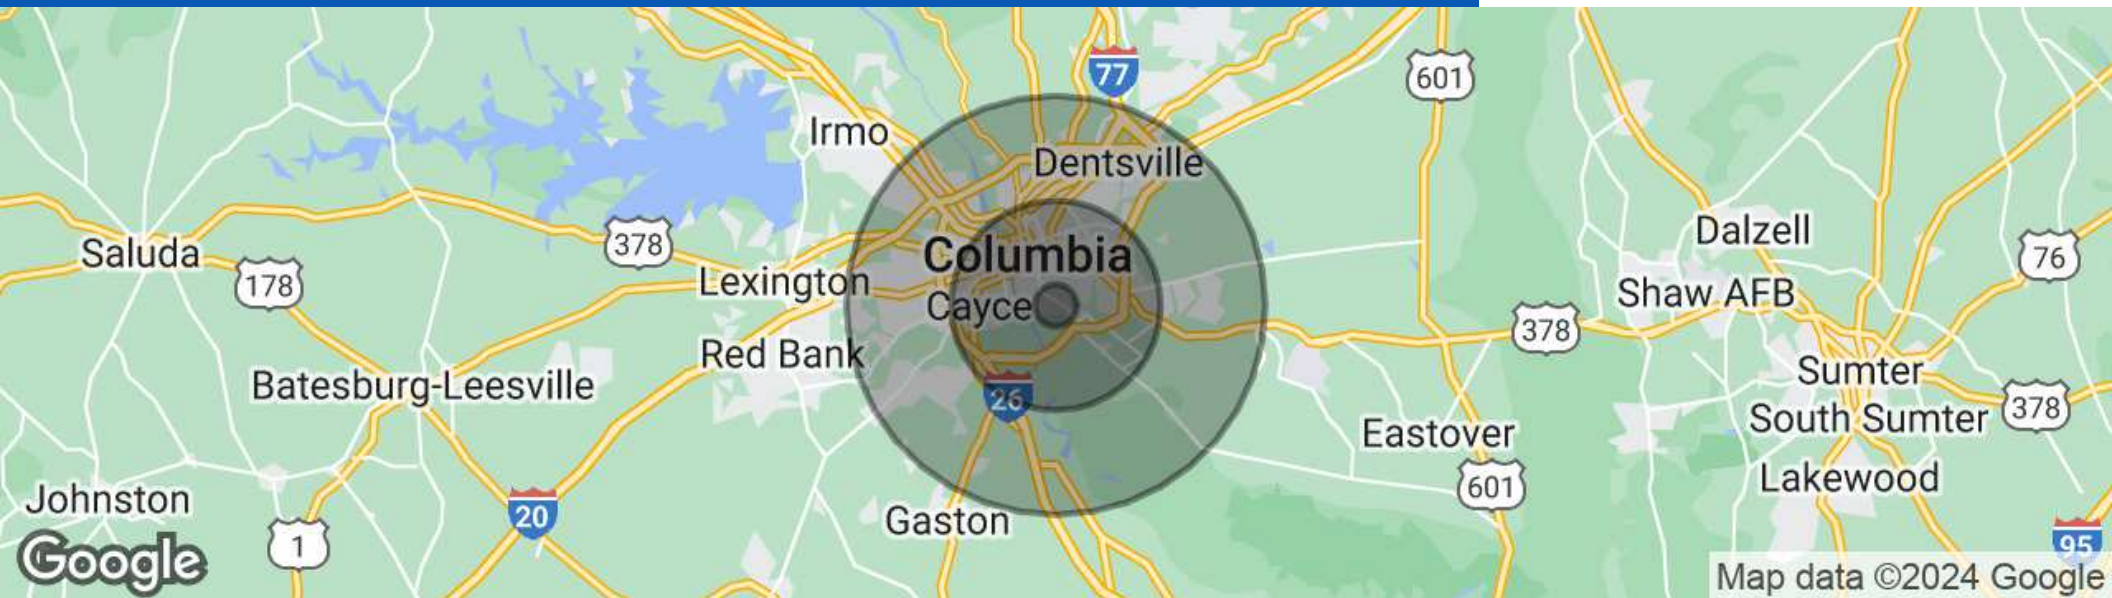 77
601
Irmo
Dentsville
Dalzell
378
Columbia
Saluda
76
178
Lexington
Shaw AFB
Cayce
378
Red Bank
Sumter
Batesburg-Leesville
26
378
South Sumter
Eastover
Lakewood
601
Johnston
20
Gaston
1
95
Google
Map data ©2024 Google